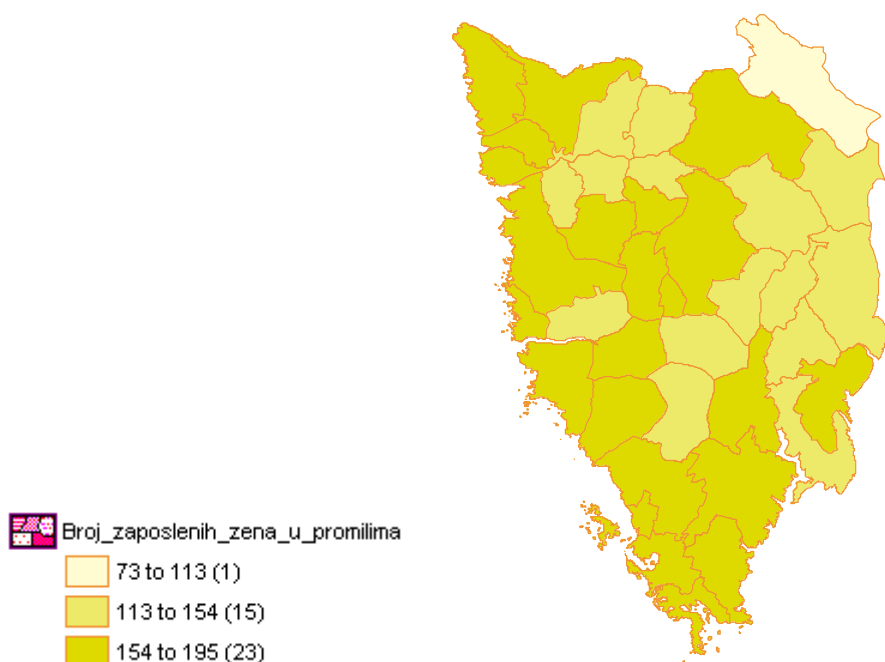 Broj_zaposlenih_zena_u_promilima
73 to 113 (1)
113 to 154 (15)
154 to 195 (23)